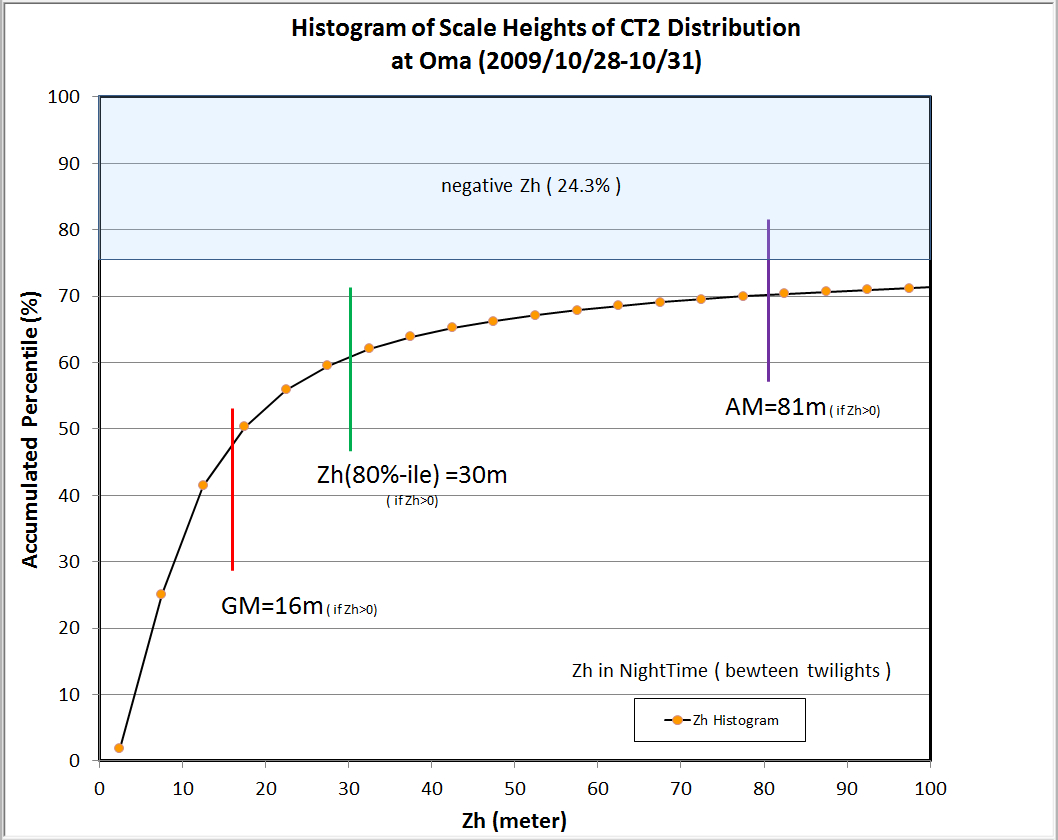 Histogram of Scale Heights of CT2 Distribution
at Oma (2009/10/28-10/31)
Accumulated Percentile (%)
100
90
80
70
60
50
40
30
20
10
0
negative Zh ( 24.3% )
AM=81m ( if Zh>0)
Zh(80%-ile) =30m
( if Zh>0)
GM=16m ( if Zh>0)
Zh in NightTime ( bewteen twilights )
Zh Histogram
0 10 20 30 40 50 60 70 80 90 100
Zh (meter)